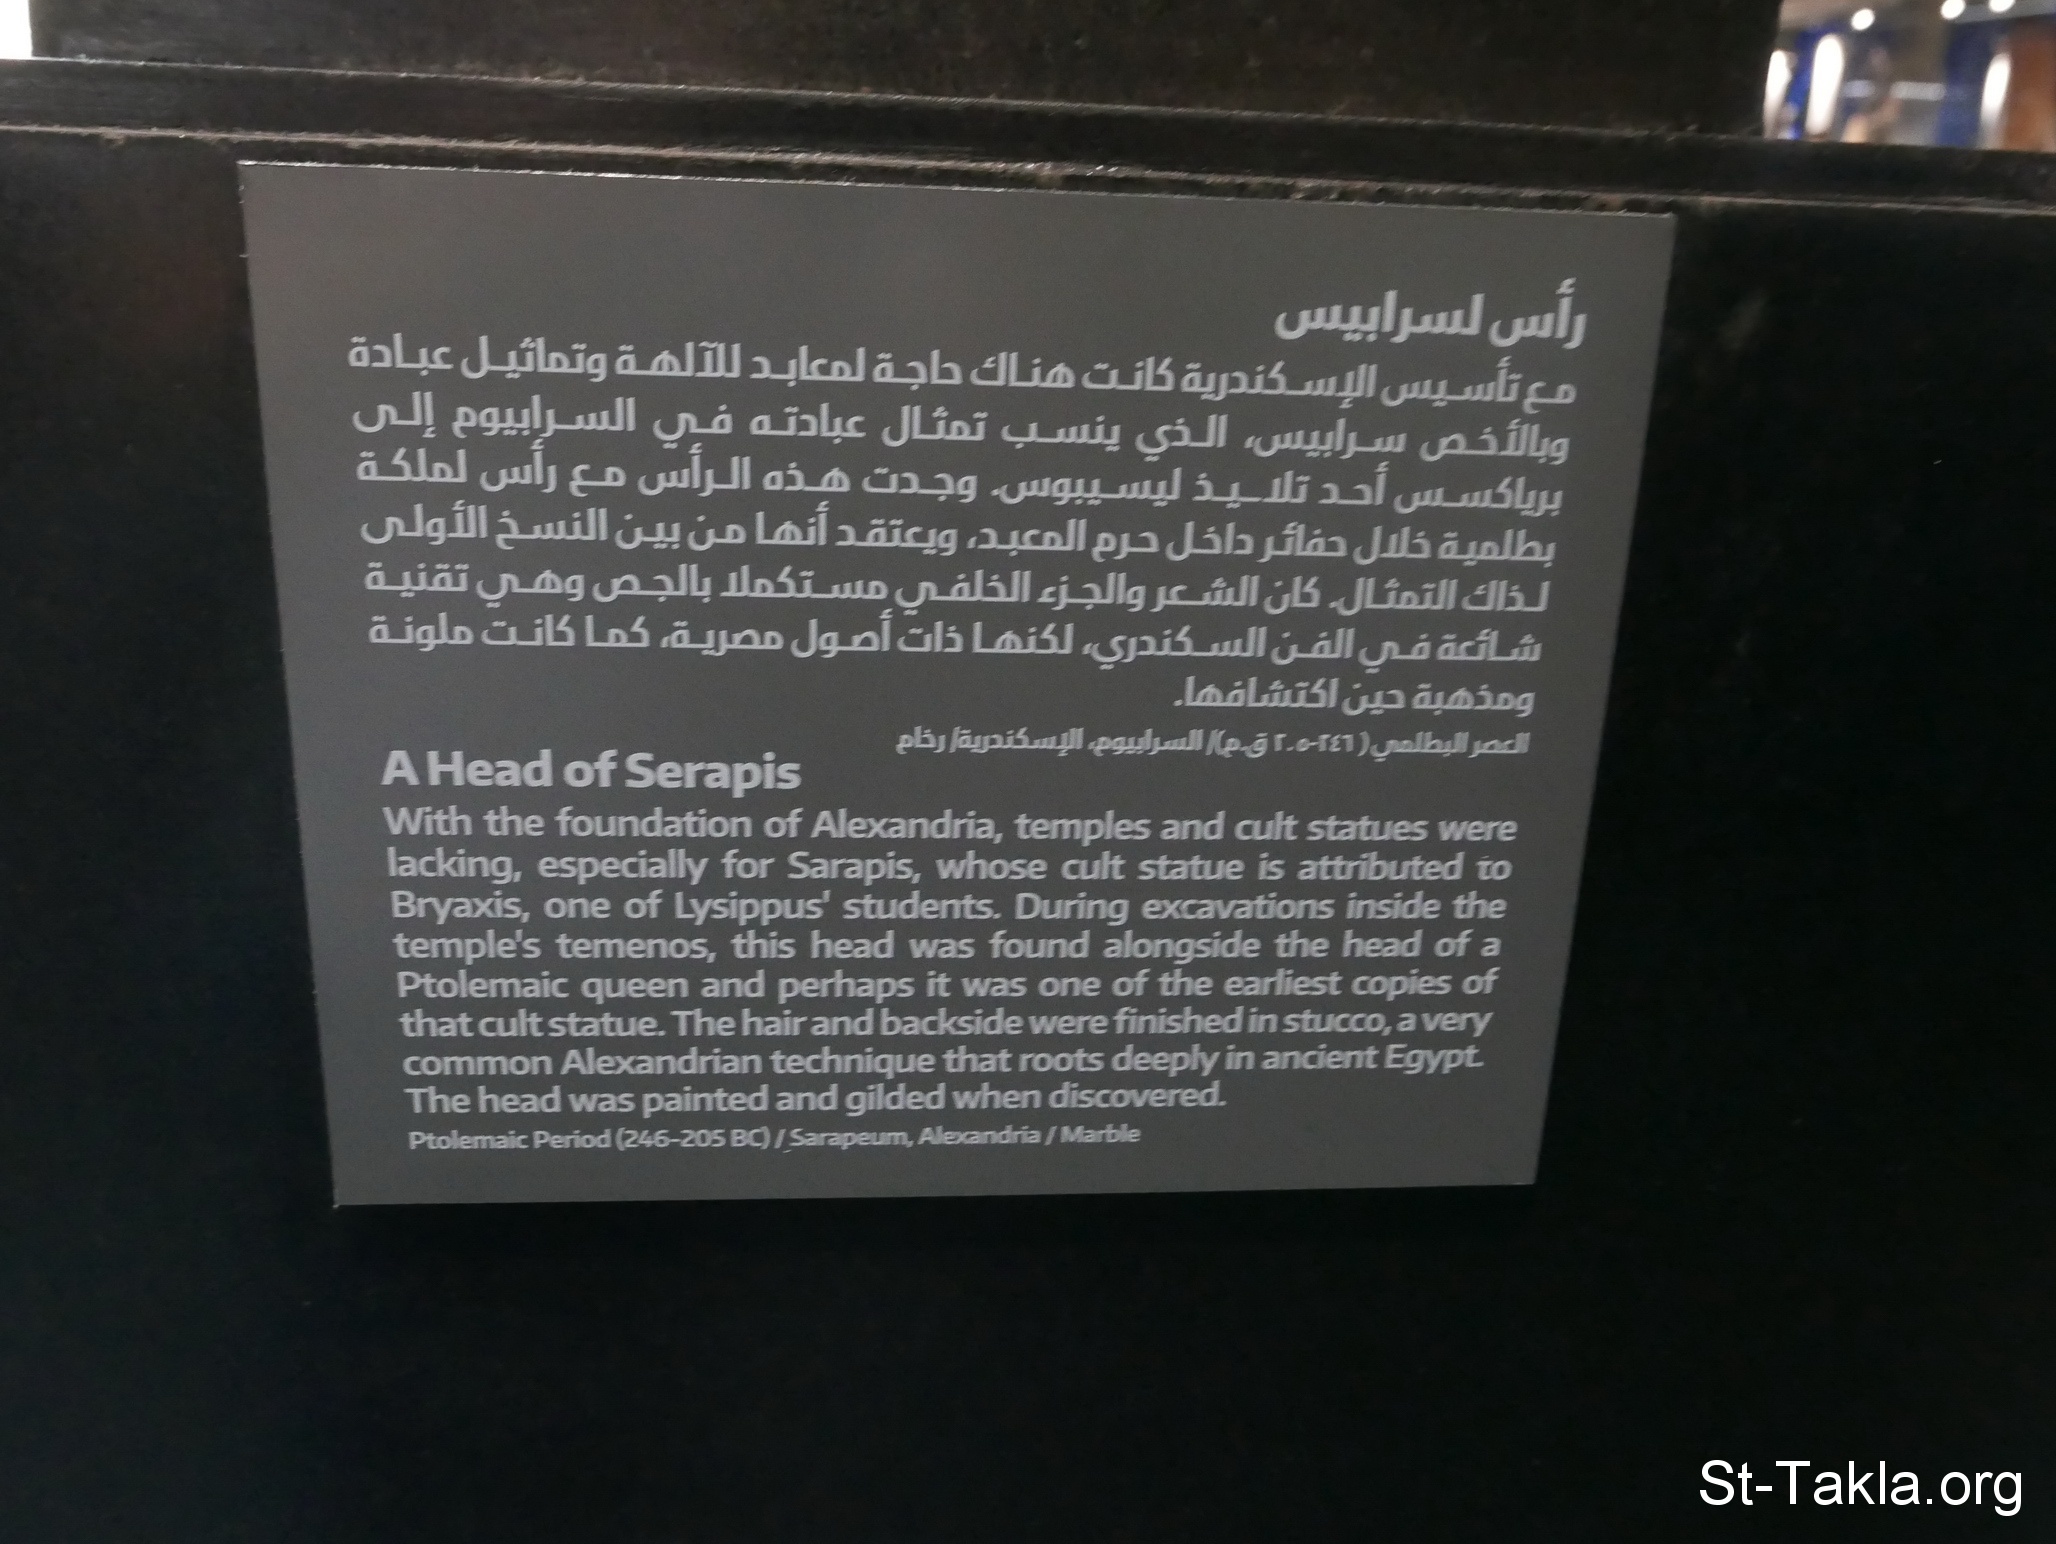 رأس لسرابيس
مع تأسيس الإسكندرية كانت هناك حاجة لمعابد للآلهة وتماثيل عبادة
وبالأخص سرابيس، الذي ينسب تمثال عبادته في السرابيوم إلى
برياكسس أحد تلاميذ ليسيبوس. وجدت هذه الرأس مع رأس لملكة
بطلمية خلال حفائر داخل حرم المعبد، ويعتقد أنها من بين النسخ الأولى
لذاك التمثال. كان الشعر والجزء الخلفي مستكملا بالجص وهي تقنية
شائعة في الفن السكندري، لكنها ذات أصول مصرية، كما كانت ملونة
ومذهبة حين اكتشافها.
العصر البطلمي (٢٤٦-٢٠٥ ق.م)/ السرابيوم، الإسكندرية/ رخام
A Head of Serapis
With the foundation of Alexandria, temples and cult statues were
lacking, especially for Sarapis, whose cult statue is attributed to
Bryaxis, one of Lysippus' students. During excavations inside the
temple's temenos, this head was found alongside the head of a
Ptolemaic queen and perhaps it was one of the earliest copies of
that cult statue. The hair and backside were finished in stucco, a very
common Alexandrian technique that roots deeply in ancient Egypt.
The head was painted and gilded when discovered.
Ptolemaic Period (246-205 BC) / Sarapeum, Alexandria / Marble
St-Takla.org